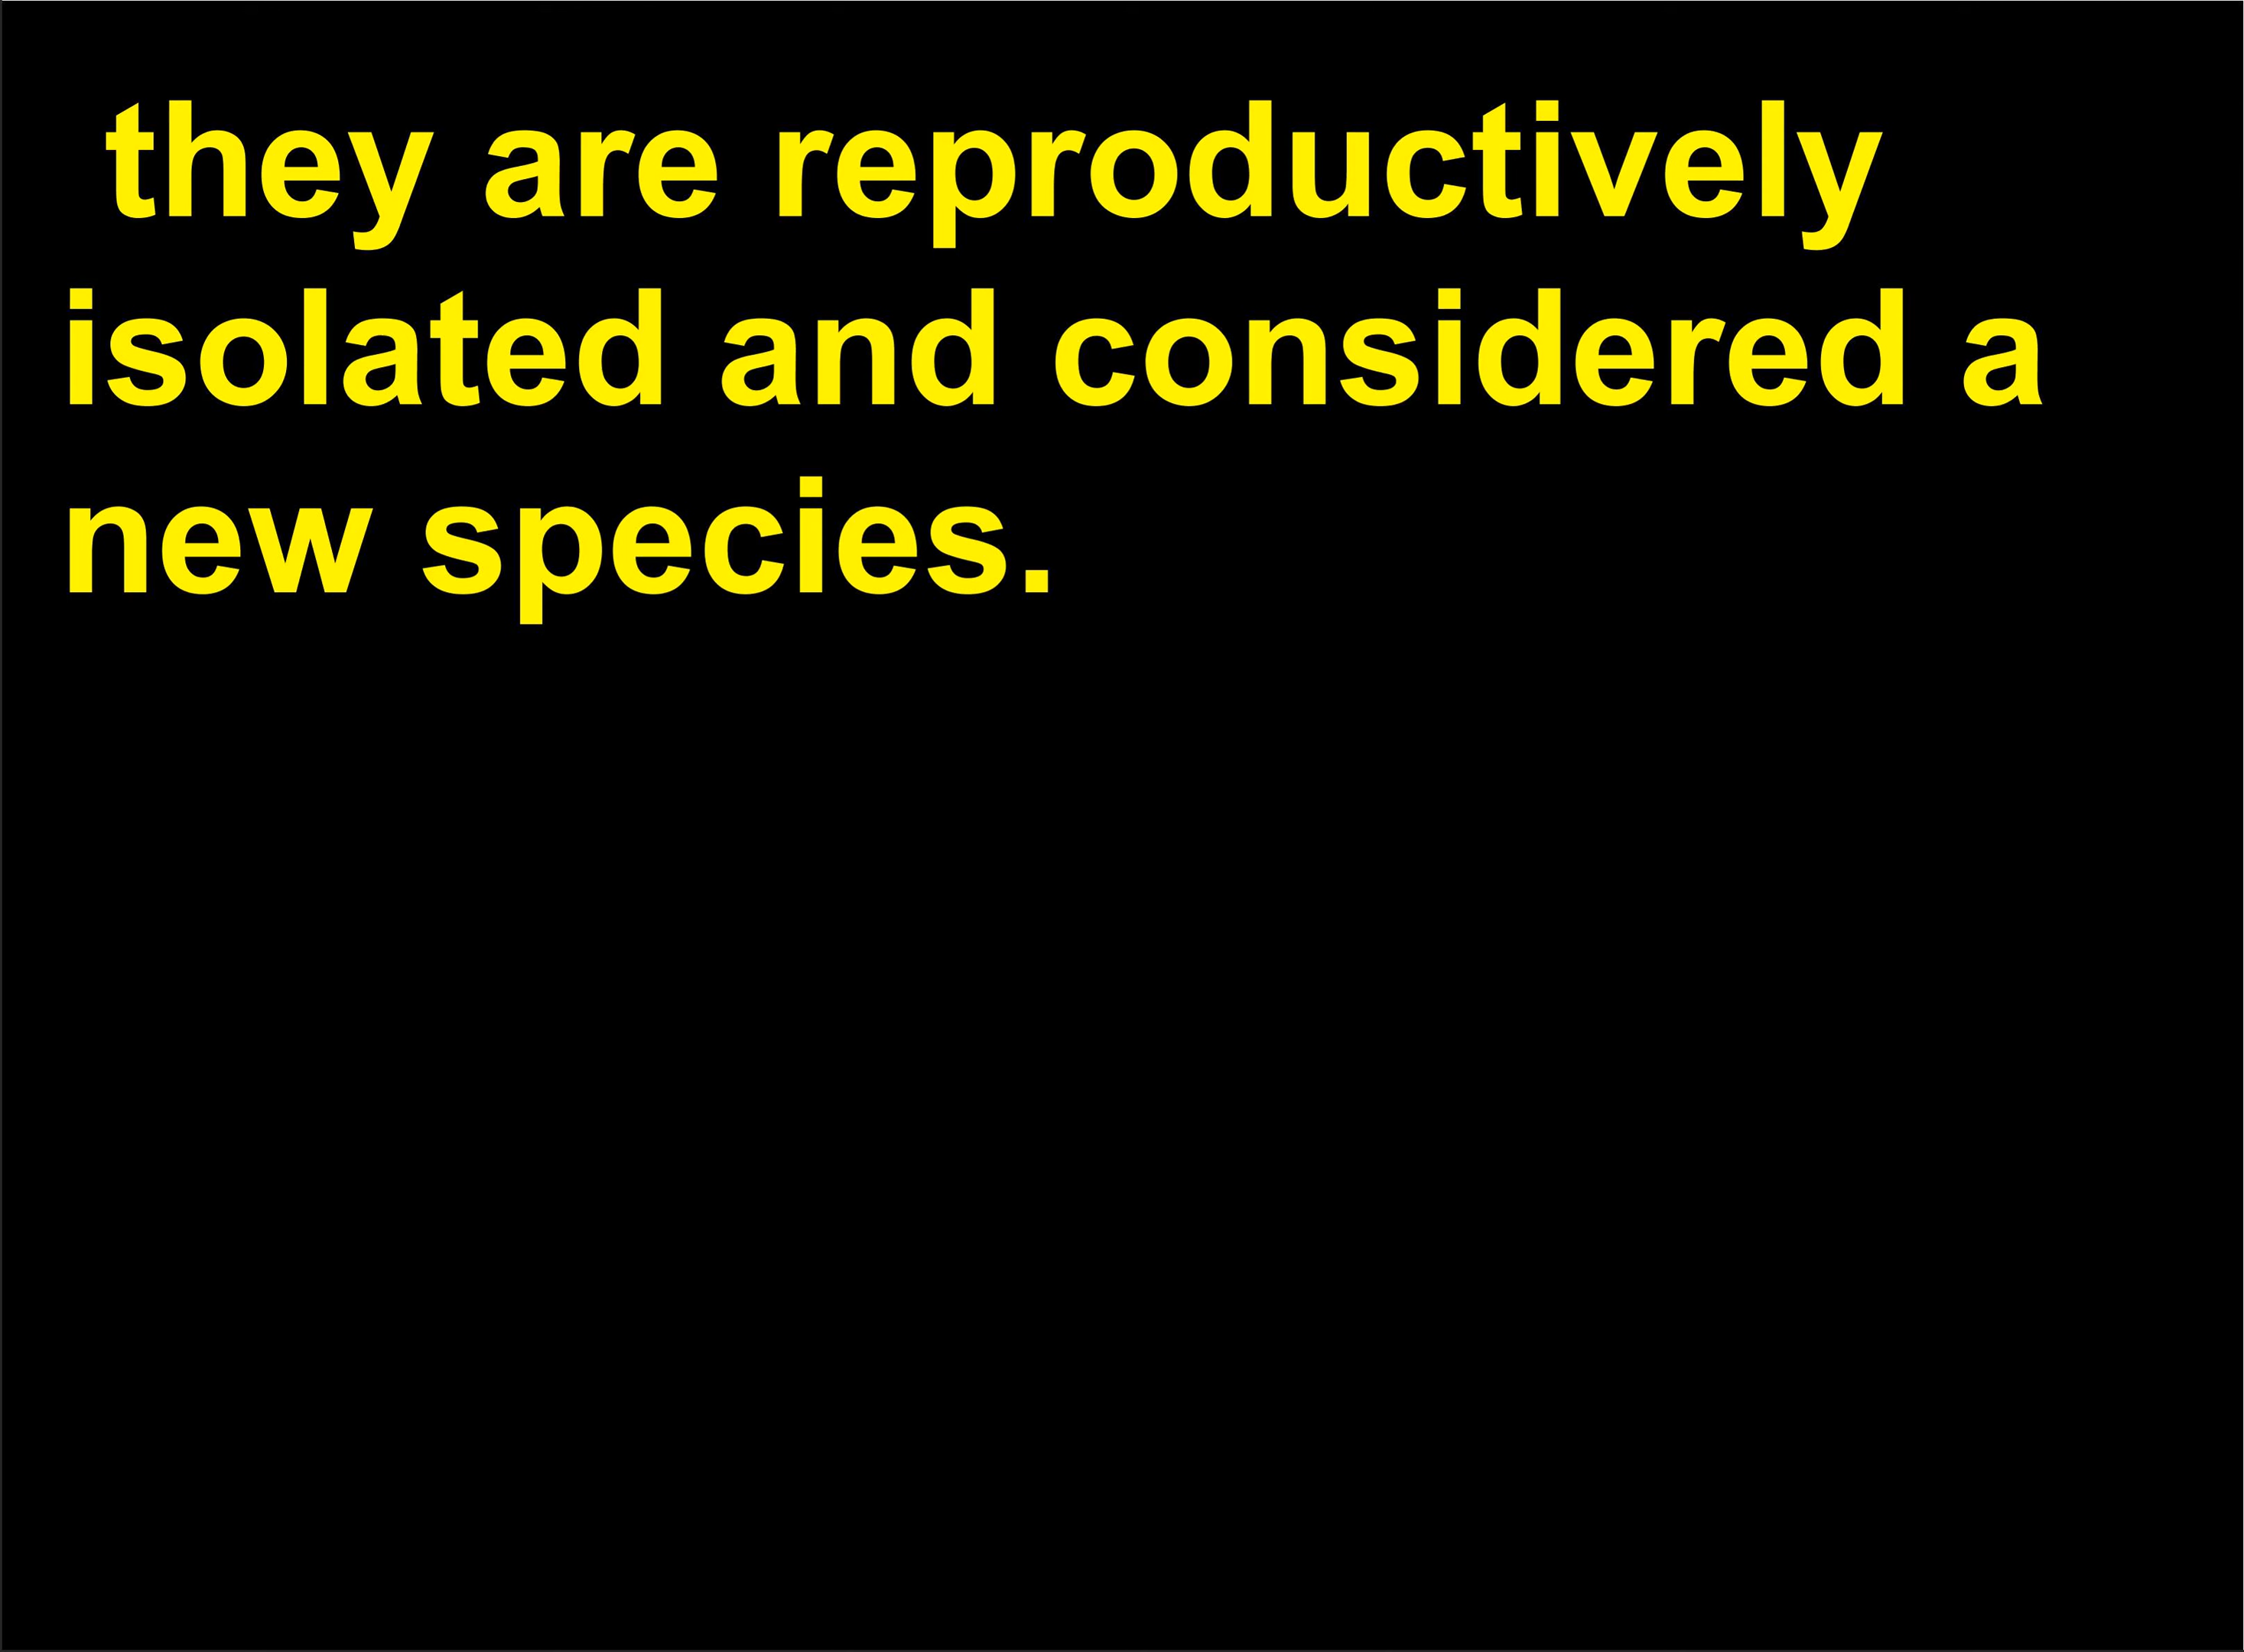 they are reproductively
isolated and considered a
new species.